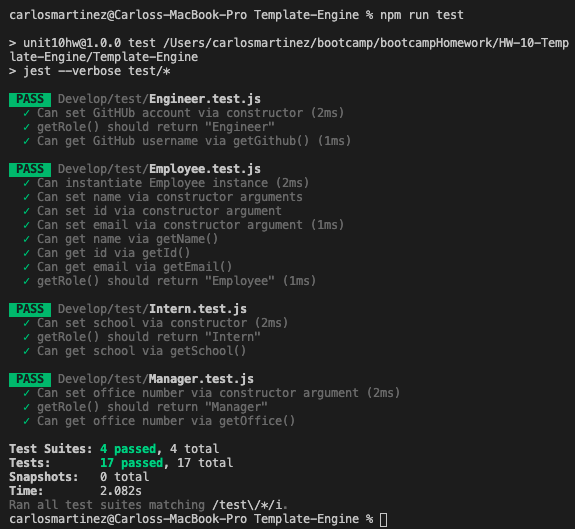 carlosmartinez@Carloss-MacBook-Pro Template-Engine % npm run test
> unit10hw@1.0.0 test /Users/carlosmartinez/bootcamp/bootcampHomework/HW-10-Temp
late-Engine/Template-Engine
> jest --verbose test/*
PASS Develop/test/Engineer.test.js
✓ Can set GitHUb account via constructor (2ms)
✓ getRole() should return "Engineer"
✓ Can get GitHub username via getGithub() (1ms)
PASS Develop/test/Employee.test.js
✓ Can instantiate Employee instance (2ms)
✓ Can set name via constructor arguments
✓ Can set id via constructor argument
✓ Can set email via constructor argument (1ms)
✓ Can get name via getName()
✓ Can get id via getId()
✓ Can get email via getEmail()
✓ getRole() should return "Employee" (1ms)
PASS Develop/test/Intern.test.js
✓ Can set school via constructor (2ms)
✓ getRole() should return "Intern"
✓ Can get school via getSchool()
PASS Develop/test/Manager.test.js
✓ Can set office number via constructor argument (2ms)
✓ getRole() should return "Manager"
✓ Can get office number via getOffice()
Test Suites: 4 passed, 4 total
Tests: 17 passed, 17 total
Snapshots: 0 total
Time: 2.082s
Ran all test suites matching /test\/*/i.
carlosmartinez@Carloss-MacBook-Pro Template-Engine %